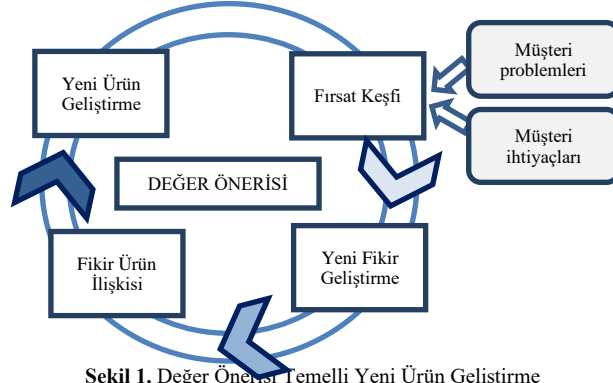 Yeni Ürün
Geliştirme
Fırsat Keşfi
Müşteri
problemleri
Müşteri
ihtiyaçları
DEĞER ÖNERİSİ
Fikir Ürün
İlişkisi
Yeni Fikir
Geliştirme
Şekil 1. Değer Önerisi Temelli Yeni Ürün Geliştirme